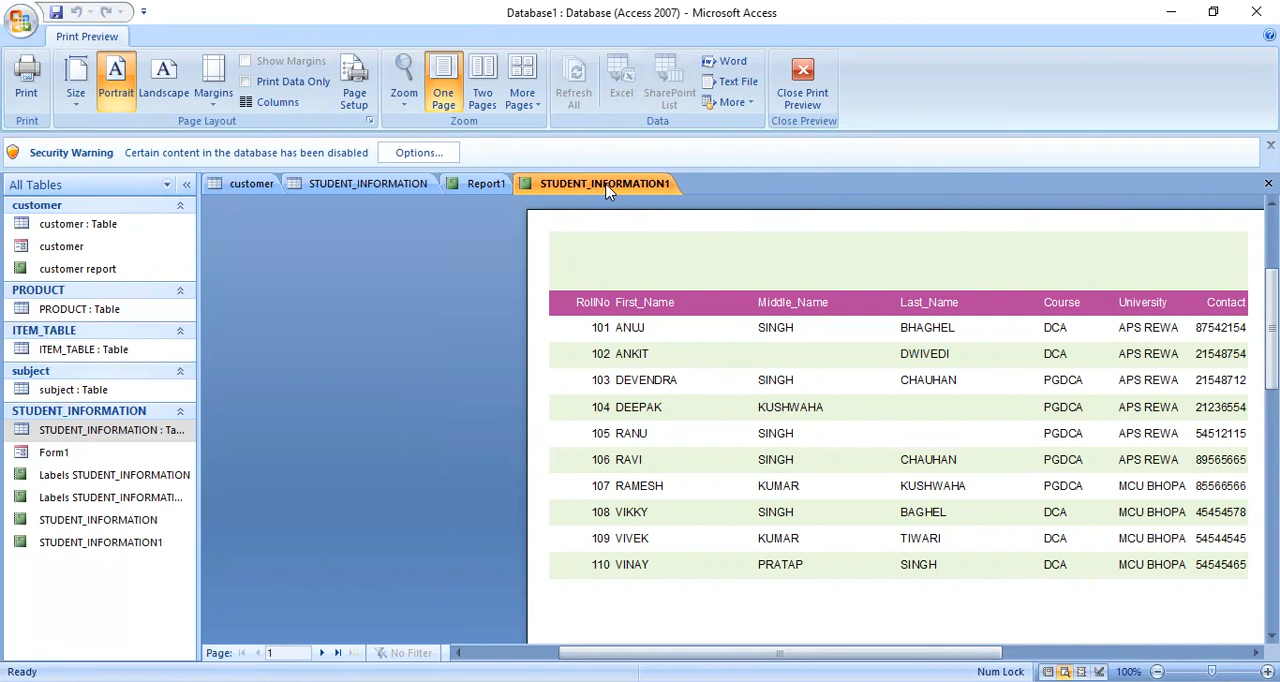 Database1 : Database (Access 2007) - Microsoft Access
Print Preview
Print
Size
Portrait
Landscape
Margins
Show Margins
Print Data Only
Columns
Page Setup
Zoom
One Page
Two Pages
More Pages
Refresh All
Excel
SharePoint List
Word
Text File
More
Close Print Preview
Print
Page Layout
Zoom
Data
Close Preview
Security Warning Certain content in the database has been disabled Options...
All Tables
customer
customer : Table
customer
customer report
PRODUCT
PRODUCT : Table
ITEM_TABLE
ITEM_TABLE : Table
subject
subject : Table
STUDENT_INFORMATION
STUDENT_INFORMATION : Ta...
Form1
Labels STUDENT_INFORMATION
Labels STUDENT_INFORMATI...
STUDENT_INFORMATION
STUDENT_INFORMATION1
customer STUDENT_INFORMATION Report1 STUDENT_INFORMATION1
RollNo First_Name Middle_Name Last_Name Course University Contact
101 ANUJ SINGH BHAGHEL DCA APS REWA 87542154
102 ANKIT DWIVEDI DCA APS REWA 21548754
103 DEVENDRA SINGH CHAUHAN PGDCA APS REWA 21548712
104 DEEPAK KUSHWAHA PGDCA APS REWA 21236554
105 RANU SINGH PGDCA APS REWA 54512115
106 RAVI SINGH CHAUHAN PGDCA APS REWA 89565665
107 RAMESH KUMAR KUSHWAHA PGDCA MCU BHOPA 85566566
108 VIKKY SINGH BAGHEL DCA MCU BHOPA 45454578
109 VIVEK KUMAR TIWARI DCA MCU BHOPA 54544545
110 VINAY PRATAP SINGH DCA MCU BHOPA 54545465
Page: 1 No Filter
Ready Num Lock 100%